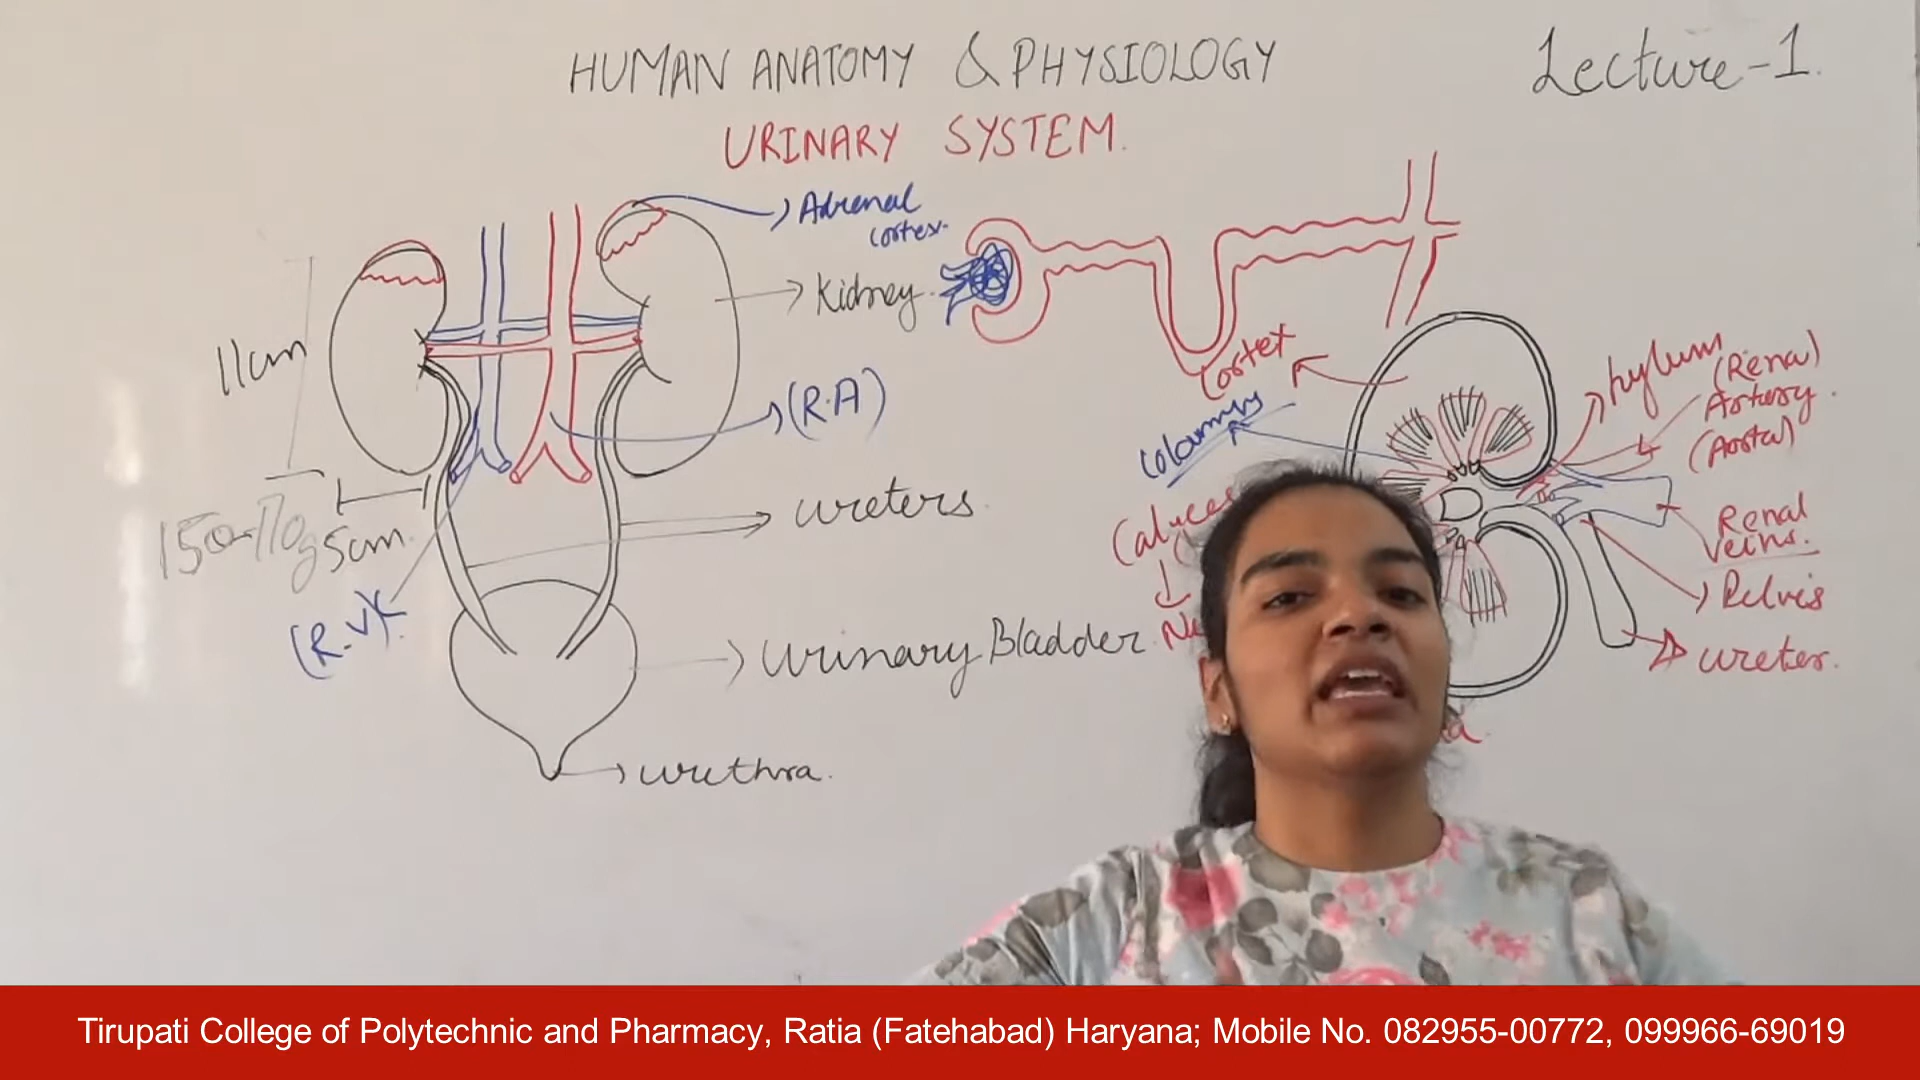 HUMAN ANATOMY & PHYSIOLOGY
Lecture-1.
URINARY SYSTEM.
Adrenal
cortex.
Kidney.
11cm
Cortex
hylum
(Renal)
Artery.
(Aorta)
(R.A)
Coloumns
Calyces
ureters.
150-170g
5cm.
Renal
veins.
Pelvis
(R.V)
Urinary Bladder.
ureter.
urethra.
Tirupati College of Polytechnic and Pharmacy, Ratia (Fatehabad) Haryana; Mobile No. 082955-00772, 099966-69019